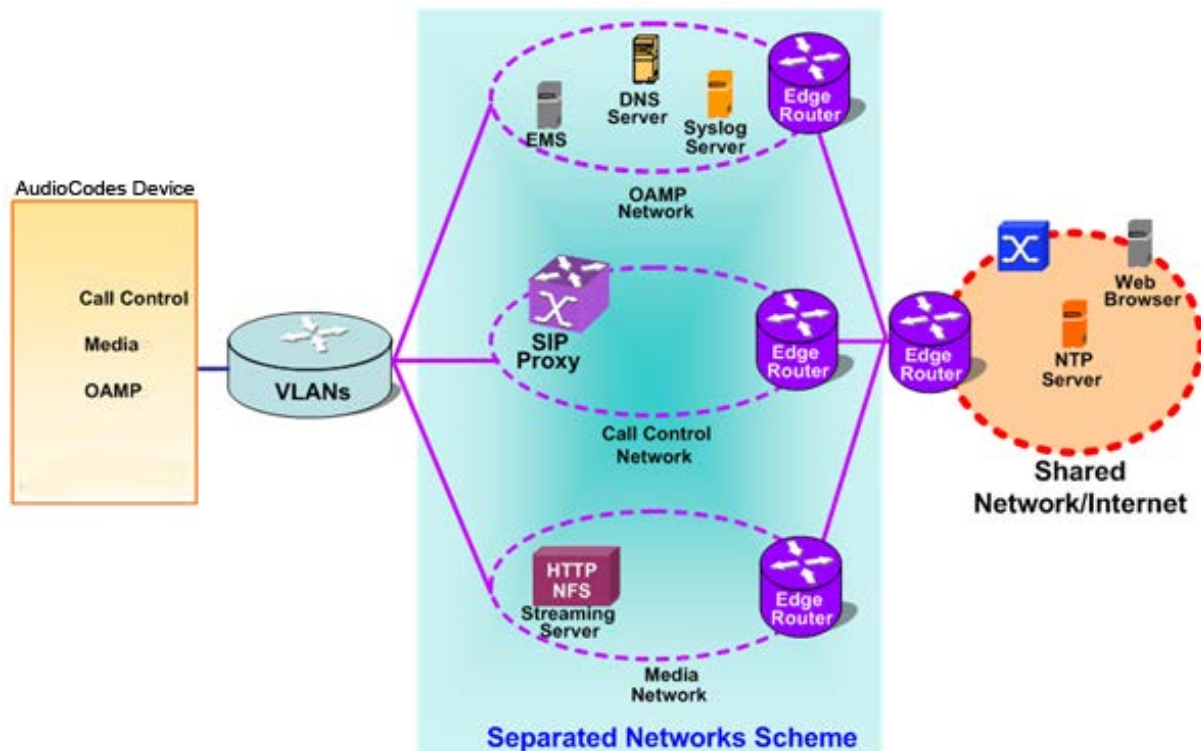 AudioCodes Device
Call Control
Media
OAMP
VLANs
EMS
DNS
Server
Syslog
Server
Edge
Router
OAMP
Network
SIP
Proxy
Edge
Router
Call Control
Network
HTTP
NFS
Streaming
Server
Edge
Router
Media
Network
Separated Networks Scheme
Edge
Router
Web
Browser
NTP
Server
Shared
Network/Internet